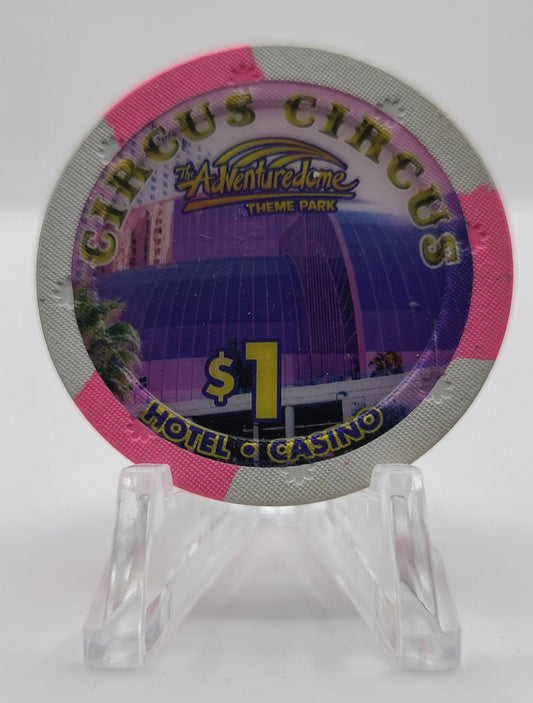 CIRCUS CIRCUS
The Adventuredome
THEME PARK
$1
HOTEL • CASINO